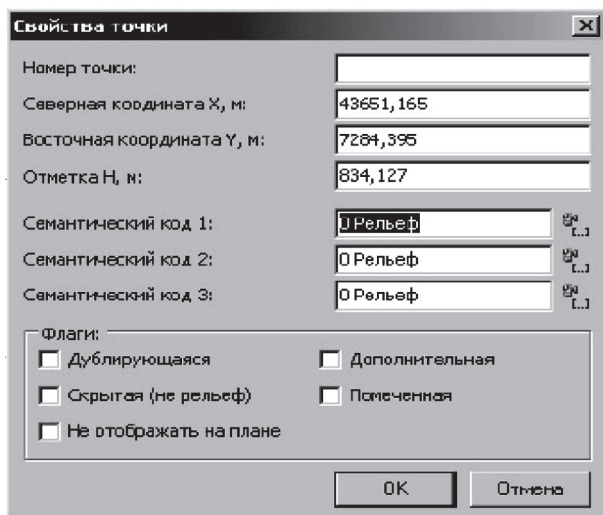 Свойства точки
Номер точки:
Северная координата X, м: 43651,165
Восточная координата Y, м: 7284,395
Отметка H, м: 834,127
Семантический код 1: 0 Рельеф
Семантический код 2: 0 Рельеф
Семантический код 3: 0 Рельеф
Флаги:
Дублирующаяся Дополнительная
Скрытая (не рельеф) Помеченная
Не отображать на плане
OK Отмена